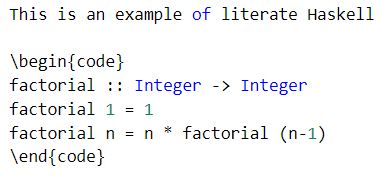 This is an example of literate Haskell
\begin{code}
factorial :: Integer -> Integer
factorial 1 = 1
factorial n = n * factorial (n-1)
\end{code}